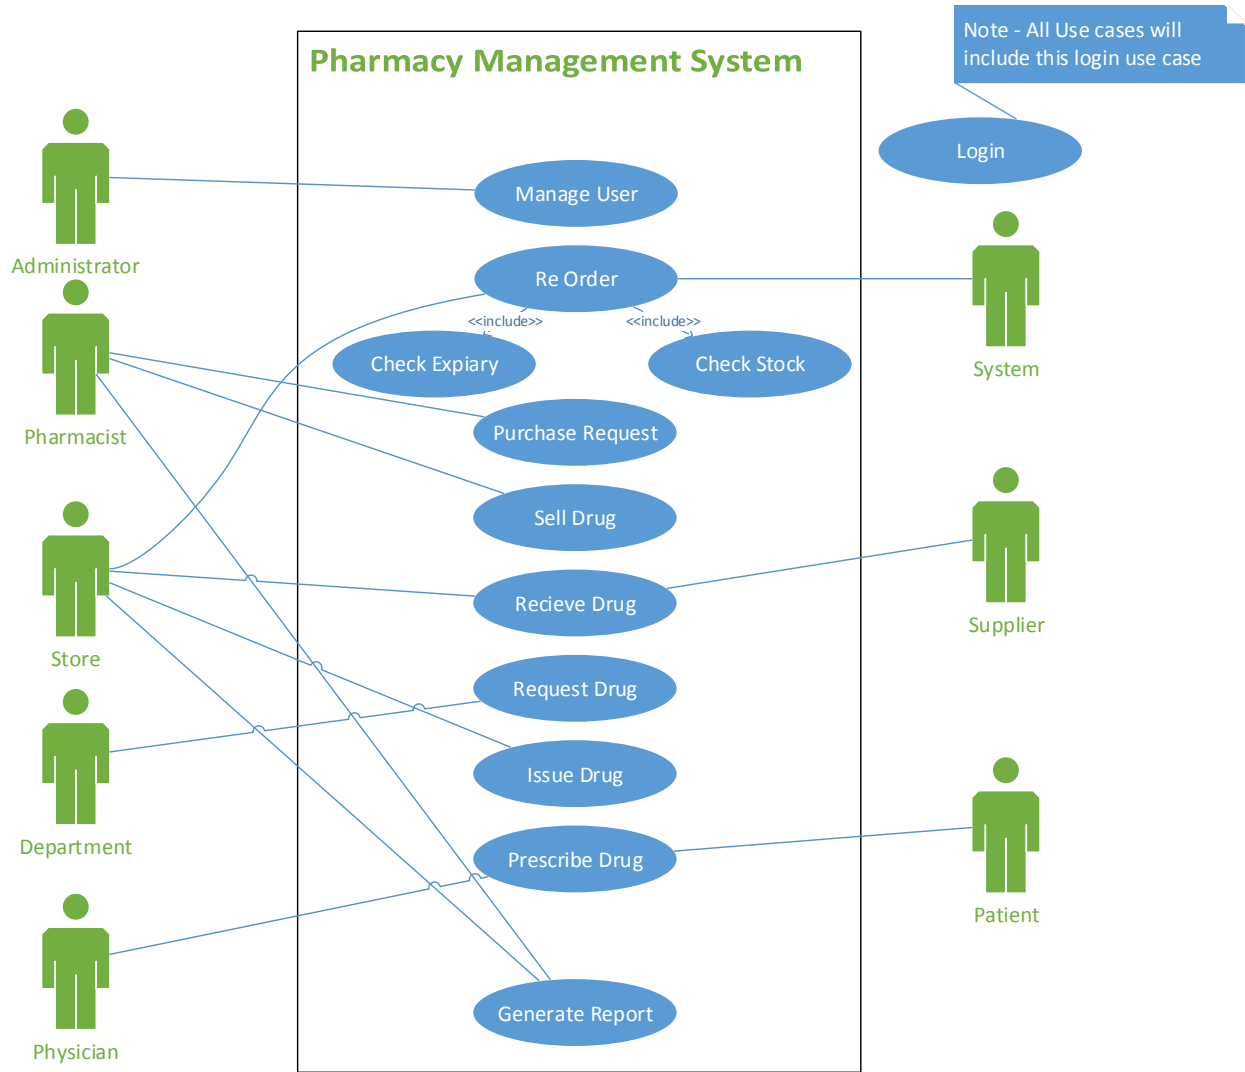 Note - All Use cases will
include this login use case
Pharmacy Management System
Login
Manage User
Administrator
Re Order
<<include>>
<<include>>
Check Expiary
Check Stock
System
Pharmacist
Purchase Request
Sell Drug
Recieve Drug
Supplier
Store
Request Drug
Issue Drug
Department
Prescribe Drug
Patient
Generate Report
Physician